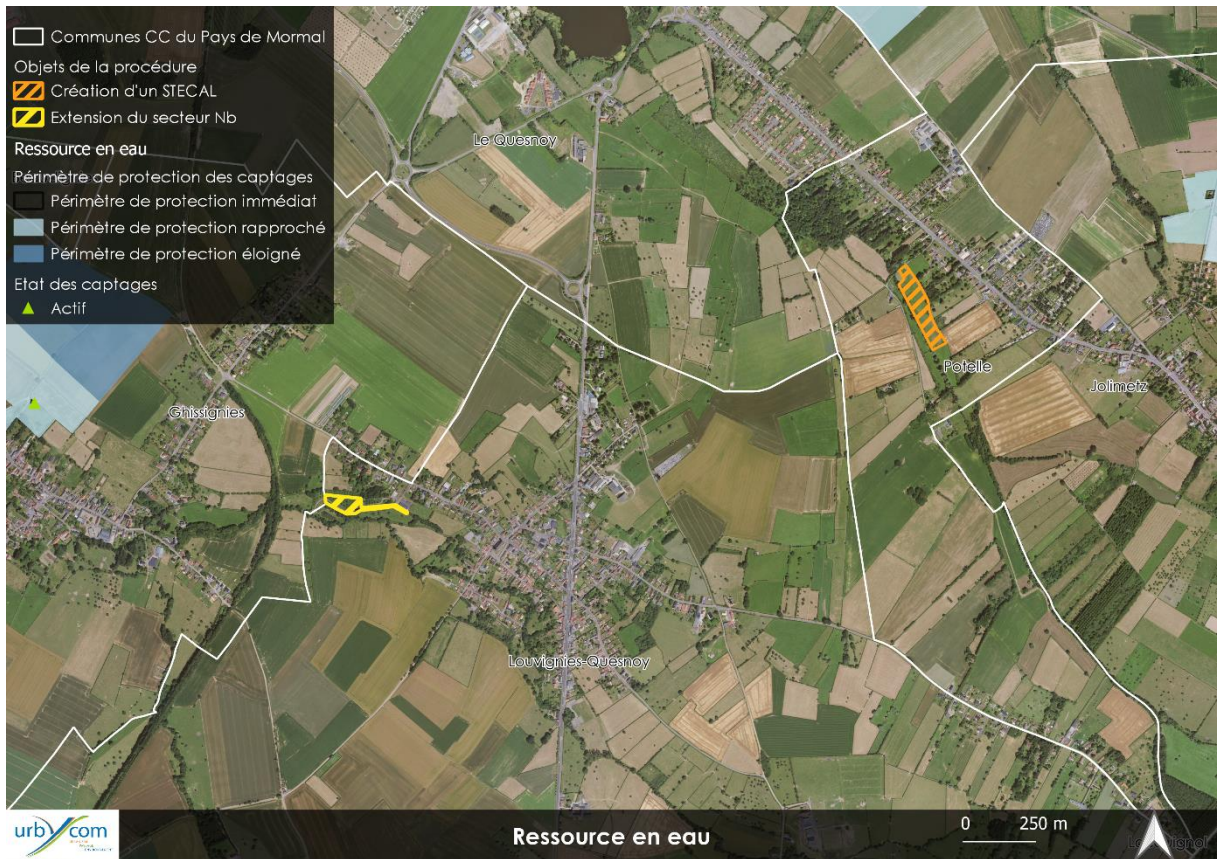 Communes CC du Pays de Mormal
Objets de la procédure
Création d'un STECAL
Extension du secteur Nb
Ressource en eau
Périmètre de protection des captages
Périmètre de protection immédiat
Périmètre de protection rapproché
Périmètre de protection éloigné
Etat des captages
Actif
Le Quesnoy
Potelle
Jolimetz
Ghissignies
Louvignies-Quesnoy
urbycom
Ressource en eau
0 250 m